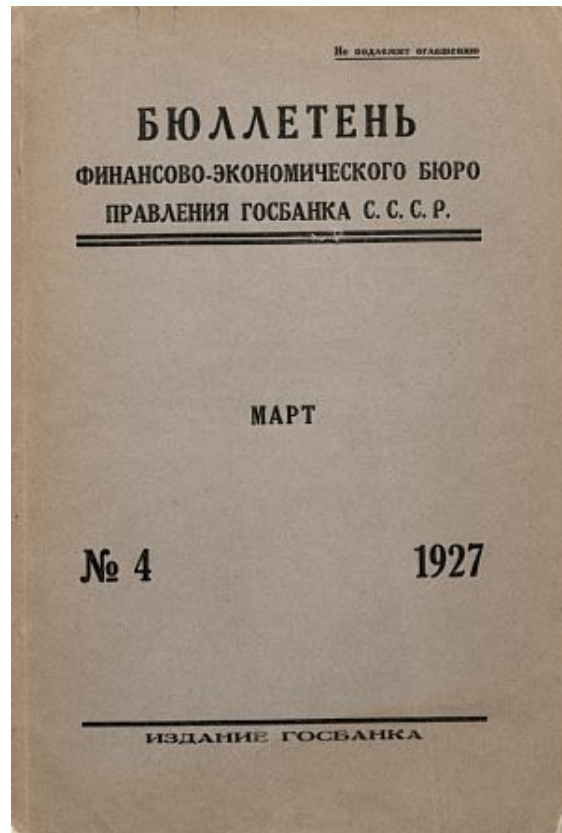 Не подлежит оглашению
БЮЛЛЕТЕНЬ
ФИНАНСОВО-ЭКОНОМИЧЕСКОГО БЮРО
ПРАВЛЕНИЯ ГОСБАНКА С. С. С. Р.
МАРТ
№ 4 1927
ИЗДАНИЕ ГОСБАНКА